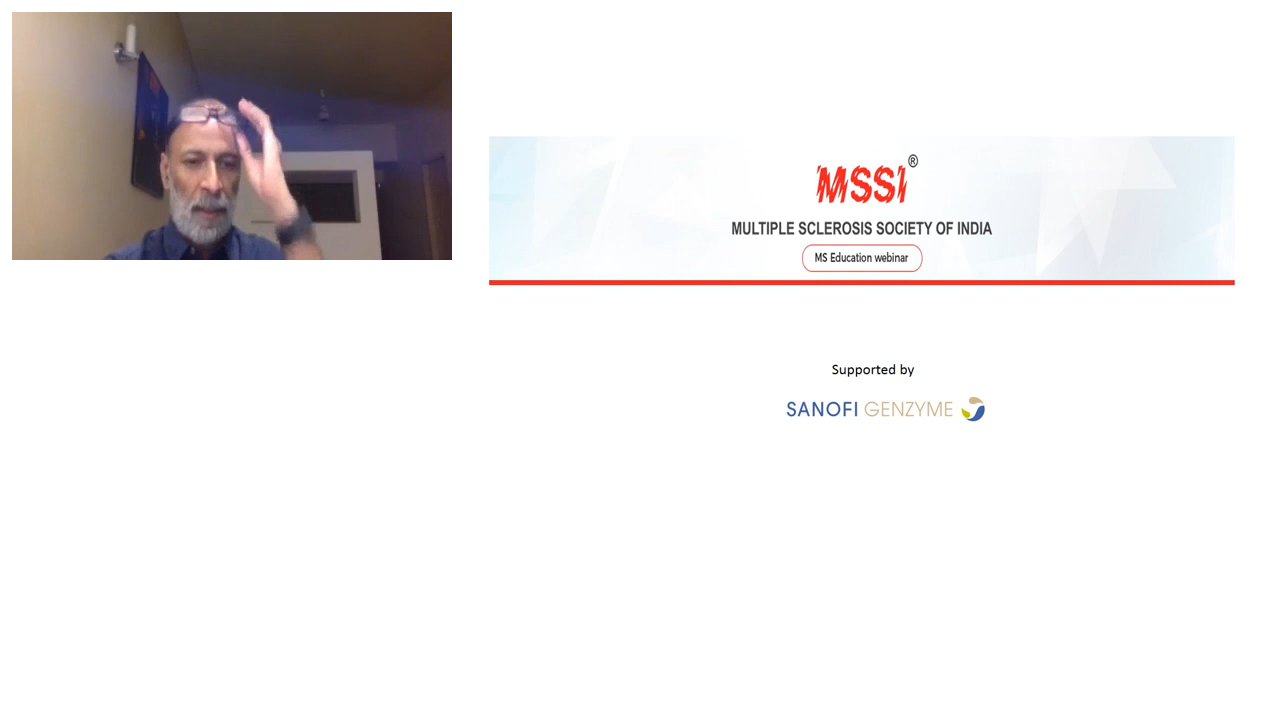 MSSI®
MULTIPLE SCLEROSIS SOCIETY OF INDIA
MS Education webinar
Supported by
SANOFI GENZYME